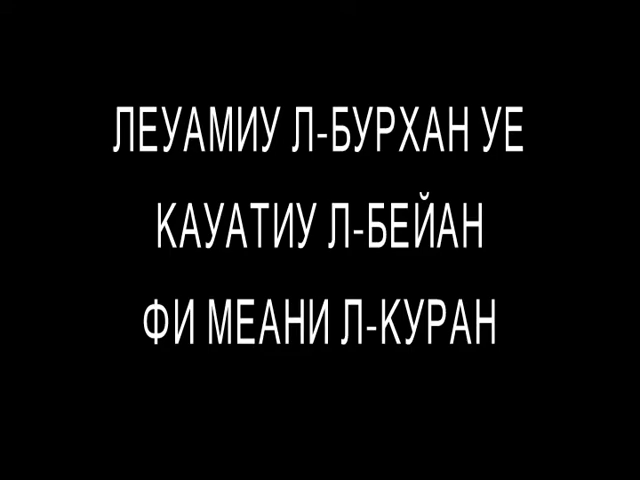 ЛЕУАМИУ Л-БУРХАН УЕ
КАУАТИУ Л-БЕЙАН
ФИ МЕАНИ Л-КУРАН